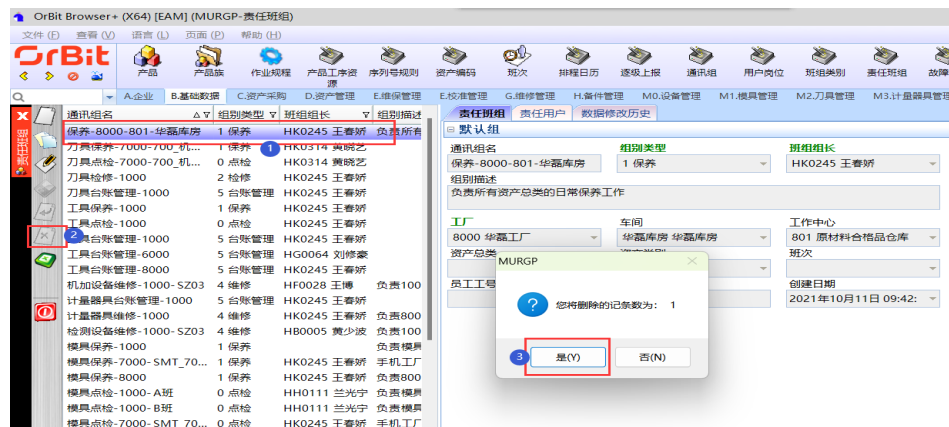 OrBit Browser+ (X64) [EAM] (MURGP-责任班组)
文件 (F) 查看 (V) 语言 (L) 页面 (P) 帮助 (H)
OrBit
产品 产品族 作业规程 产品工序资源 序列号规则 资产编码 班次 排程日历 逐级上报 通讯组 用户岗位 班组类别 责任班组 故障
A.企业 B.基础数据 C.资产采购 D.资产管理 E.维保管理 E.校准管理 G.维修管理 H.备件管理 M0.设备管理 M1.模具管理 M2.刀具管理 M3.计量器具管理
责任班组
通讯组名 组别类型 班组组长 组别描述
保养-8000-801-华磊库房 1 保养 HK0245 王春娇 负责所有
刀具保养-7000-700_机... 1 保养 HK0314 黄晓艺
刀具点检-7000-700_机... 0 点检 HK0314 黄晓艺
刀具检修-1000 2 检修 HK0245 王春娇
刀具台账管理-1000 5 台账管理 HK0245 王春娇
工具保养-1000 1 保养 HK0245 王春娇
工具点检-1000 0 点检 HK0245 王春娇
具台账管理-1000 5 台账管理 HK0245 王春娇
工具台账管理-6000 5 台账管理 HG0064 刘修豪
工具台账管理-8000 5 台账管理 HK0245 王春娇
机加设备维修-1000-SZ03 4 维修 HF0028 王博 负责100
计量器具台账管理-1000 5 台账管理 HK0245 王春娇
计量器具维修-1000 4 维修 HK0245 王春娇 负责800
检测设备维修-1000-SZ03 4 维修 HB0005 黄少波 负责100
模具保养-1000 1 保养 负责模具
模具保养-7000-SMT_70... 1 保养 HK0245 王春娇 手机工厂
模具保养-8000 1 保养 HK0245 王春娇 负责800
模具点检-1000-A班 0 点检 HH0111 兰光宁 负责模具
模具点检-1000-B班 0 点检 HH0111 兰光宁 负责模具
模具点检-7000-SMT_70... 0 点检 HK0245 王春娇 手机工厂
1
2
责任班组 责任用户 数据修改历史
默认组
通讯组名 组别类型 班组组长
保养-8000-801-华磊库房 1 保养 HK0245 王春娇
组别描述
负责所有资产总类的日常保养工作
工厂 车间 工作中心
8000 华磊工厂 华磊库房 华磊库房 801 原材料合格品仓库
资产总类 资产类别 班次
员工工号 创建日期
2021年10月11日 09:42:
MURGP
您将删除的记录数为： 1
3
是(Y) 否(N)